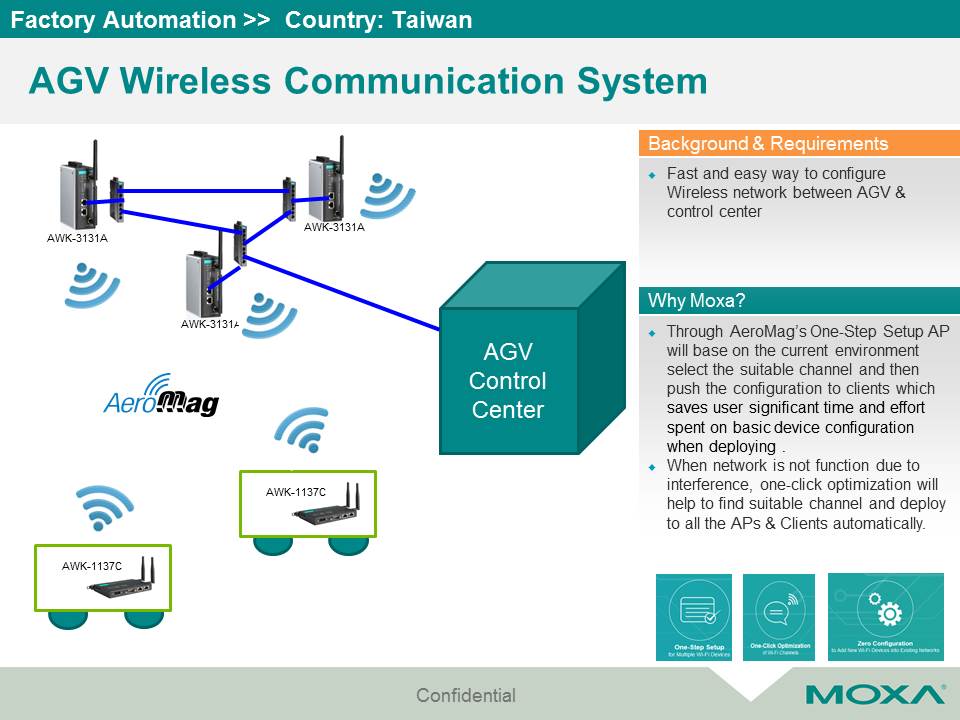 Factory Automation >> Country: Taiwan
AGV Wireless Communication System
AWK-3131A
AWK-3131A
AWK-3131A
AGV
Control
Center
AeroMag
AWK-1137C
AWK-1137C
Background & Requirements
Fast and easy way to configure
Wireless network between AGV &
control center
Why Moxa?
Through AeroMag’s One-Step Setup AP
will base on the current environment
select the suitable channel and then
push the configuration to clients which
saves user significant time and effort
spent on basic device configuration
when deploying .
When network is not function due to
interference, one-click optimization will
help to find suitable channel and deploy
to all the APs & Clients automatically.
One-Step Setup
for Multiple Wi-Fi Devices
One-Click Optimization
of Wi-Fi Channels
Zero Configuration
to Add New Wi-Fi Devices into Existing Networks
Confidential
MOXA®